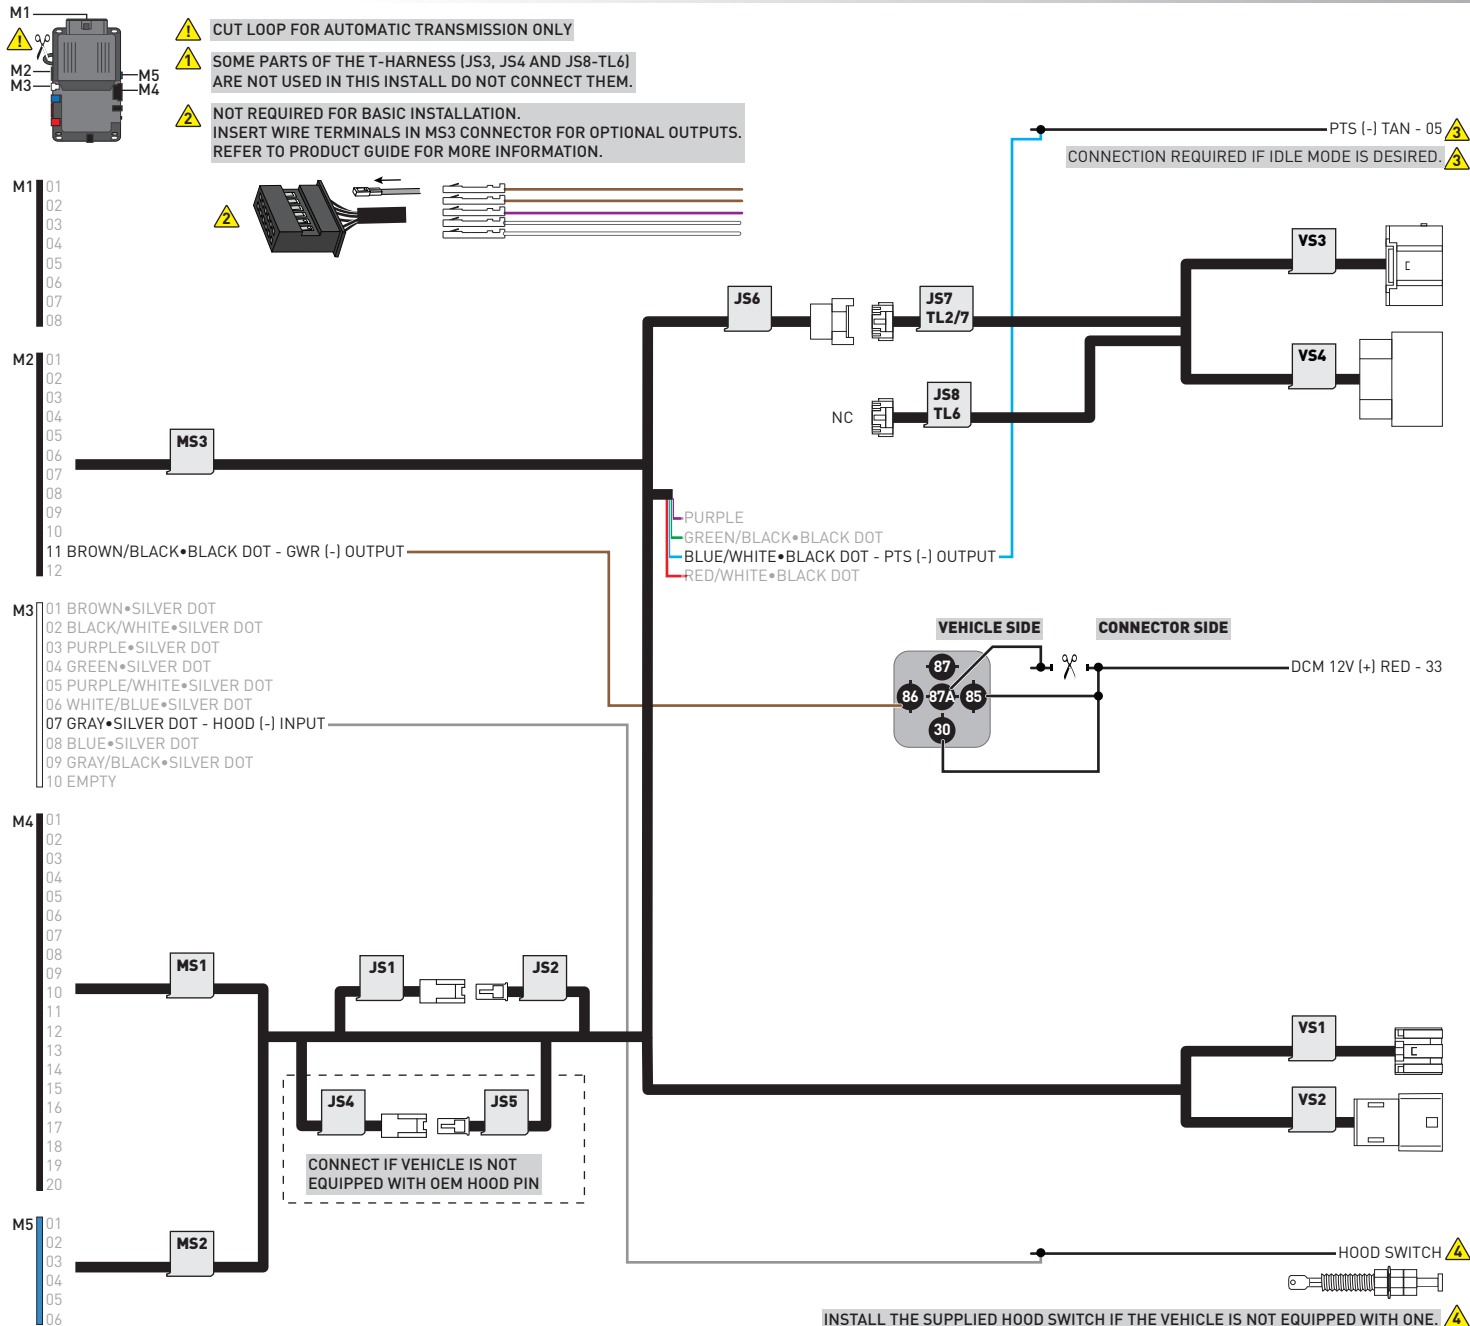 M1
M2
M3
M5
M4
! CUT LOOP FOR AUTOMATIC TRANSMISSION ONLY
1 SOME PARTS OF THE T-HARNESS (JS3, JS4 AND JS8-TL6)
ARE NOT USED IN THIS INSTALL DO NOT CONNECT THEM.
2 NOT REQUIRED FOR BASIC INSTALLATION.
INSERT WIRE TERMINALS IN MS3 CONNECTOR FOR OPTIONAL OUTPUTS.
REFER TO PRODUCT GUIDE FOR MORE INFORMATION.
!
2
PTS (-) TAN - 05 3
CONNECTION REQUIRED IF IDLE MODE IS DESIRED. 3
M1 01
02
03
04
05
06
07
08
JS6
JS7
TL2/7
VS3
VS4
NC
JS8
TL6
M2 01
02
03
04
05
06
07
08
09
10
11 BROWN/BLACK•BLACK DOT - GWR (-) OUTPUT
12
MS3
PURPLE
GREEN/BLACK•BLACK DOT
BLUE/WHITE•BLACK DOT - PTS (-) OUTPUT
RED/WHITE•BLACK DOT
M3 01 BROWN•SILVER DOT
02 BLACK/WHITE•SILVER DOT
03 PURPLE•SILVER DOT
04 GREEN•SILVER DOT
05 PURPLE/WHITE•SILVER DOT
06 WHITE/BLUE•SILVER DOT
07 GRAY•SILVER DOT - HOOD (-) INPUT
08 BLUE•SILVER DOT
09 GRAY/BLACK•SILVER DOT
10 EMPTY
VEHICLE SIDE CONNECTOR SIDE
87
86 87A 85
30
DCM 12V (+) RED - 33
M4 01
02
03
04
05
06
07
08
09
10
11
12
13
14
15
16
17
18
19
20
MS1
JS1
JS2
JS4
JS5
CONNECT IF VEHICLE IS NOT
EQUIPPED WITH OEM HOOD PIN
VS1
VS2
M5 01
02
03
04
05
06
MS2
HOOD SWITCH 4
INSTALL THE SUPPLIED HOOD SWITCH IF THE VEHICLE IS NOT EQUIPPED WITH ONE. 4